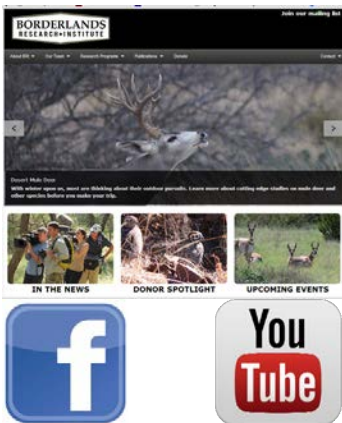 Join our mailing list
BORDERLANDS
RESEARCH•INSTITUTE
About BRI Our Team Research Programs Publications Donate Contact
Desert Mule Deer
With winter upon us, most are thinking about their outdoor pursuits. Learn more about cutting edge studies on mule deer and
other species before you make your trip.
IN THE NEWS DONOR SPOTLIGHT UPCOMING EVENTS
f
You
Tube